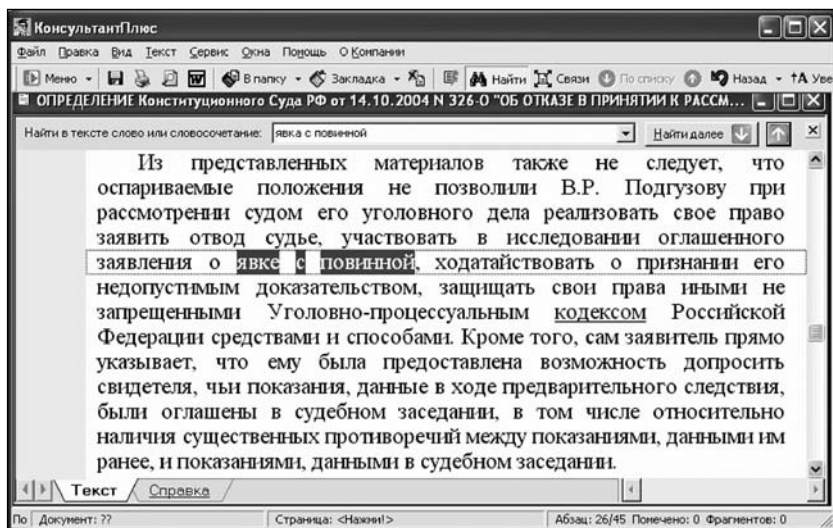 КонсультантПлюс
Файл Правка Вид Текст Сервис Окна Помощь О Компании
Меню В папку Закладка Найти Связи По списку Назад Уве
ОПРЕДЕЛЕНИЕ Конституционного Суда РФ от 14.10.2004 N 326-О "ОБ ОТКАЗЕ В ПРИНЯТИИ К РАССМ...
Найти в тексте слово или словосочетание: явка с повинной Найти далее
Из представленных материалов также не следует, что
оспариваемые положения не позволили В.Р. Подгузову при
рассмотрении судом его уголовного дела реализовать свое право
заявить отвод судье, участвовать в исследовании оглашенного
заявления о явке с повинной, ходатайствовать о признании его
недопустимым доказательством, защищать свои права иными не
запрещенными Уголовно-процессуальным кодексом Российской
Федерации средствами и способами. Кроме того, сам заявитель прямо
указывает, что ему была предоставлена возможность допросить
свидетеля, чьи показания, данные в ходе предварительного следствия,
были оглашены в судебном заседании, в том числе относительно
наличия существенных противоречий между показаниями, данными им
ранее, и показаниями, данными в судебном заседании.
Текст Справка
По Документ: ?? Страница: <Нажми!> Абзац: 26/45 Помечено: 0 Фрагментов: 0